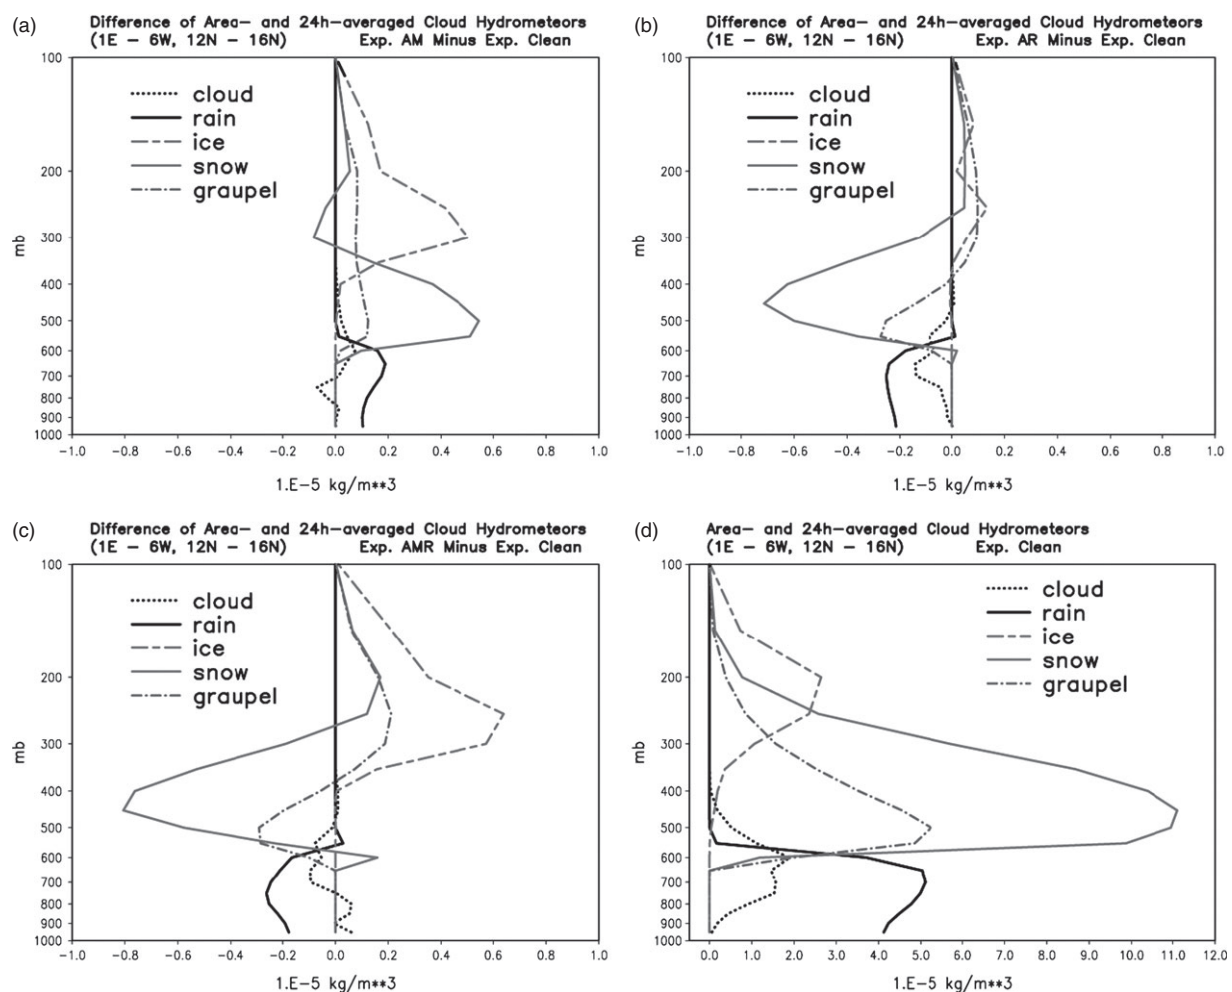 (a)
Difference of Area− and 24h−averaged Cloud Hydrometeors
(1E − 6W, 12N − 16N) Exp. AM Minus Exp. Clean
100
200
300
400
500
600
700
800
900
1000
mb
cloud
rain
ice
snow
graupel
−1.0 −0.8 −0.6 −0.4 −0.2 0.0 0.2 0.4 0.6 0.8 1.0
1.E−5 kg/m**3
(b)
Difference of Area− and 24h−averaged Cloud Hydrometeors
(1E − 6W, 12N − 16N) Exp. AR Minus Exp. Clean
100
200
300
400
500
600
700
800
900
1000
mb
cloud
rain
ice
snow
graupel
−1.0 −0.8 −0.6 −0.4 −0.2 0.0 0.2 0.4 0.6 0.8 1.0
1.E−5 kg/m**3
(c)
Difference of Area− and 24h−averaged Cloud Hydrometeors
(1E − 6W, 12N − 16N) Exp. AMR Minus Exp. Clean
100
200
300
400
500
600
700
800
900
1000
mb
cloud
rain
ice
snow
graupel
−1.0 −0.8 −0.6 −0.4 −0.2 0.0 0.2 0.4 0.6 0.8 1.0
1.E−5 kg/m**3
(d)
Area− and 24h−averaged Cloud Hydrometeors
(1E − 6W, 12N − 16N) Exp. Clean
100
200
300
400
500
600
700
800
900
1000
mb
cloud
rain
ice
snow
graupel
0.0 1.0 2.0 3.0 4.0 5.0 6.0 7.0 8.0 9.0 10.0 11.0 12.0
1.E−5 kg/m**3